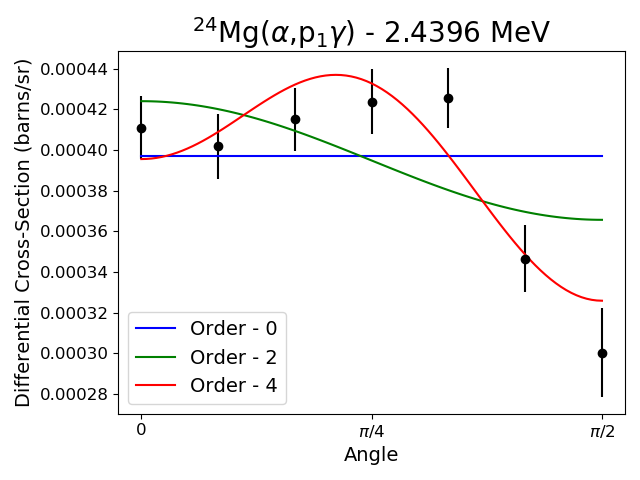 ²⁴Mg(α,p₁γ) - 2.4396 MeV
Differential Cross-Section (barns/sr)
0.00044
0.00042
0.00040
0.00038
0.00036
0.00034
0.00032
0.00030
0.00028
Order - 0
Order - 2
Order - 4
0 π/4 π/2
Angle